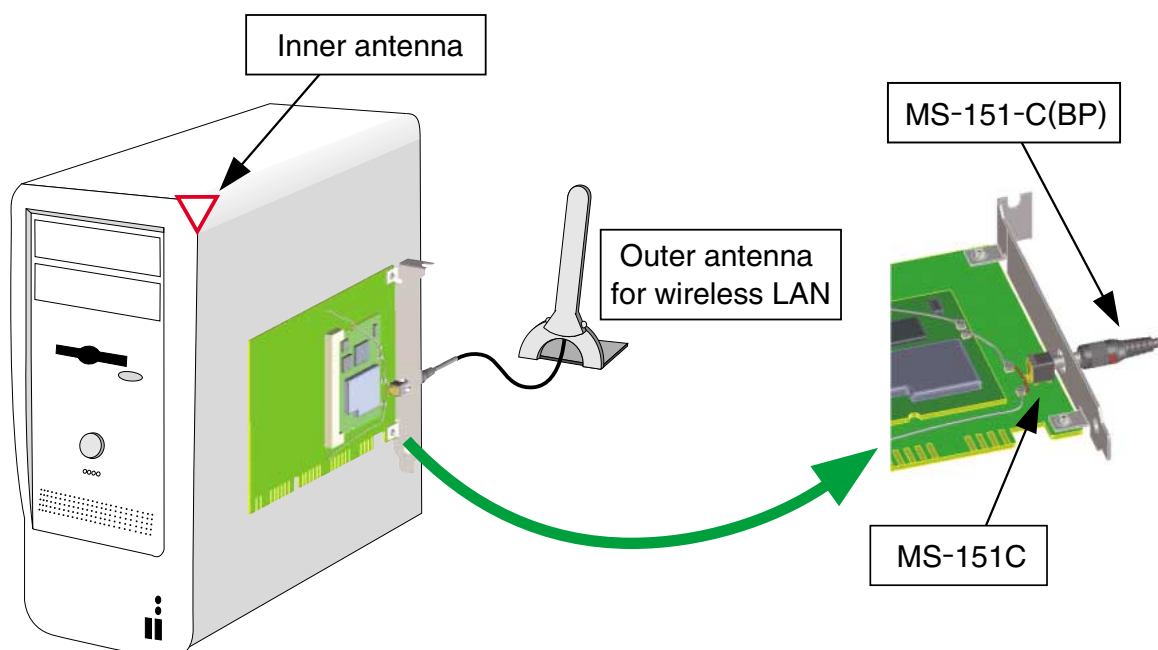 Inner antenna
MS-151-C(BP)
Outer antenna
for wireless LAN
MS-151C